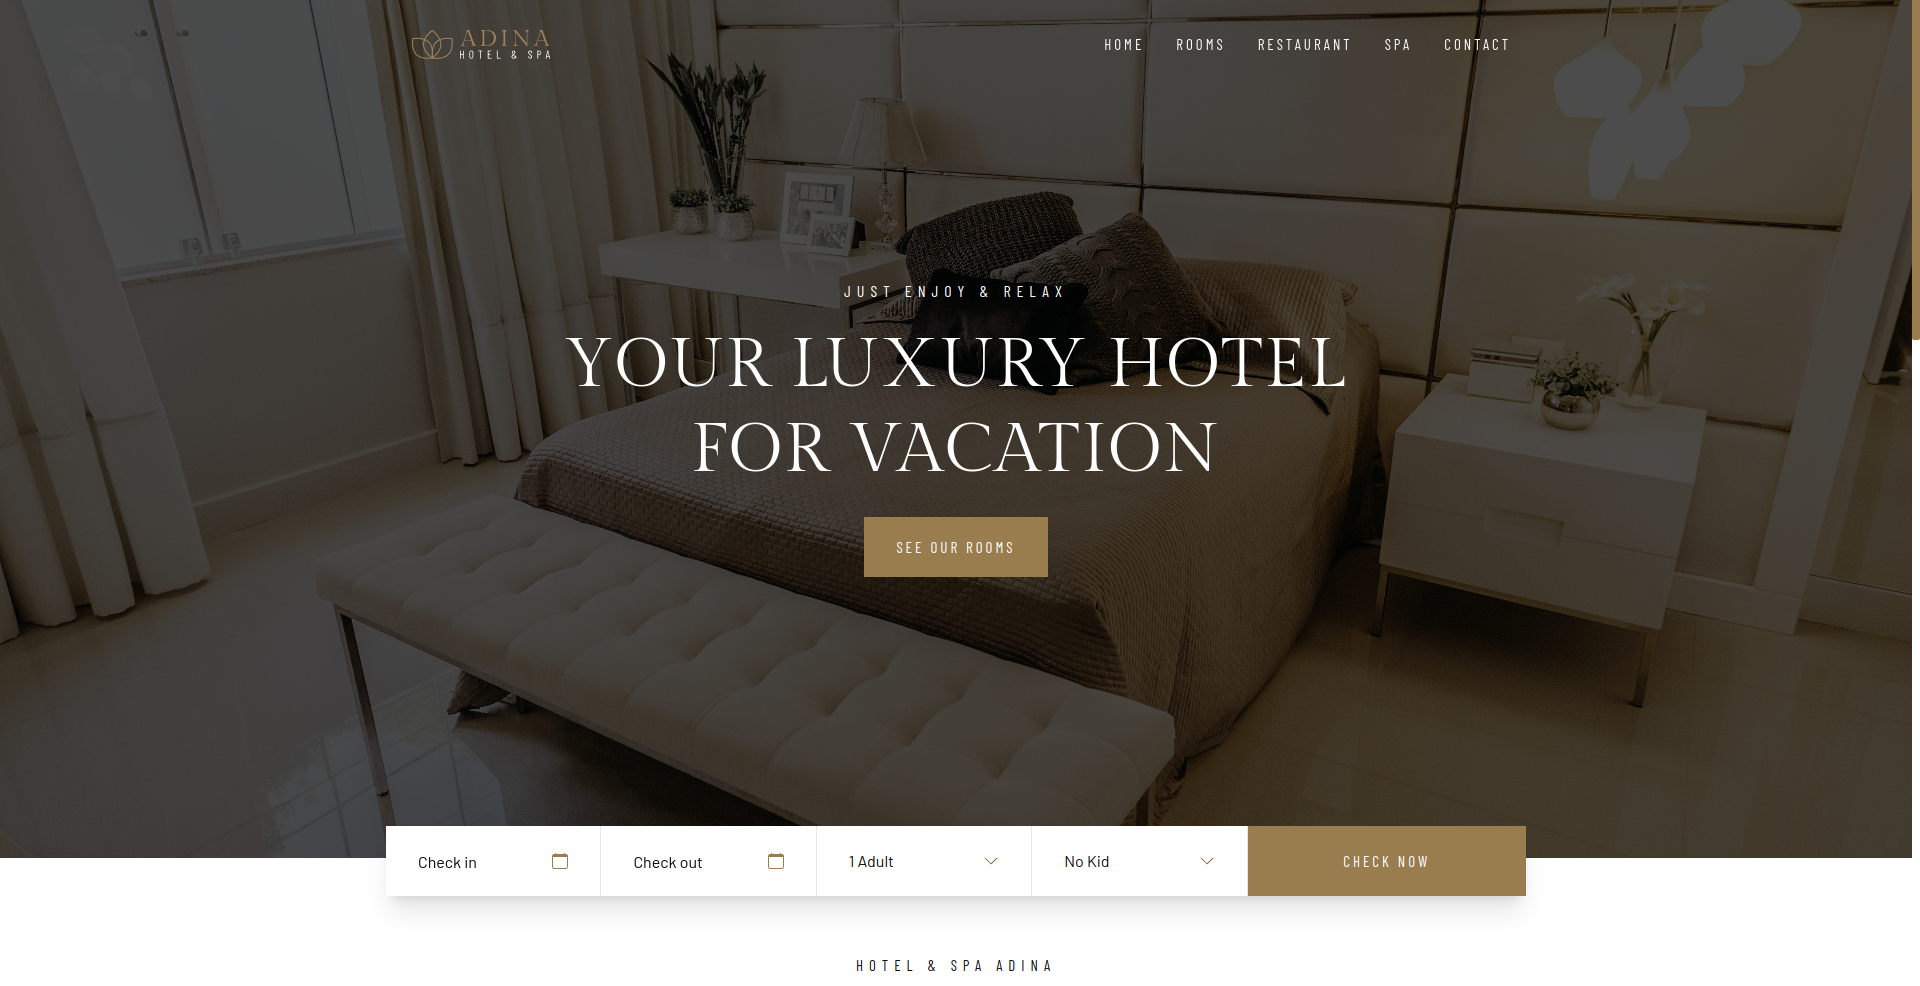 ADINA
HOTEL & SPA
HOME ROOMS RESTAURANT SPA CONTACT
JUST ENJOY & RELAX
YOUR LUXURY HOTEL
FOR VACATION
SEE OUR ROOMS
Check in Check out 1 Adult No Kid CHECK NOW
HOTEL & SPA ADINA